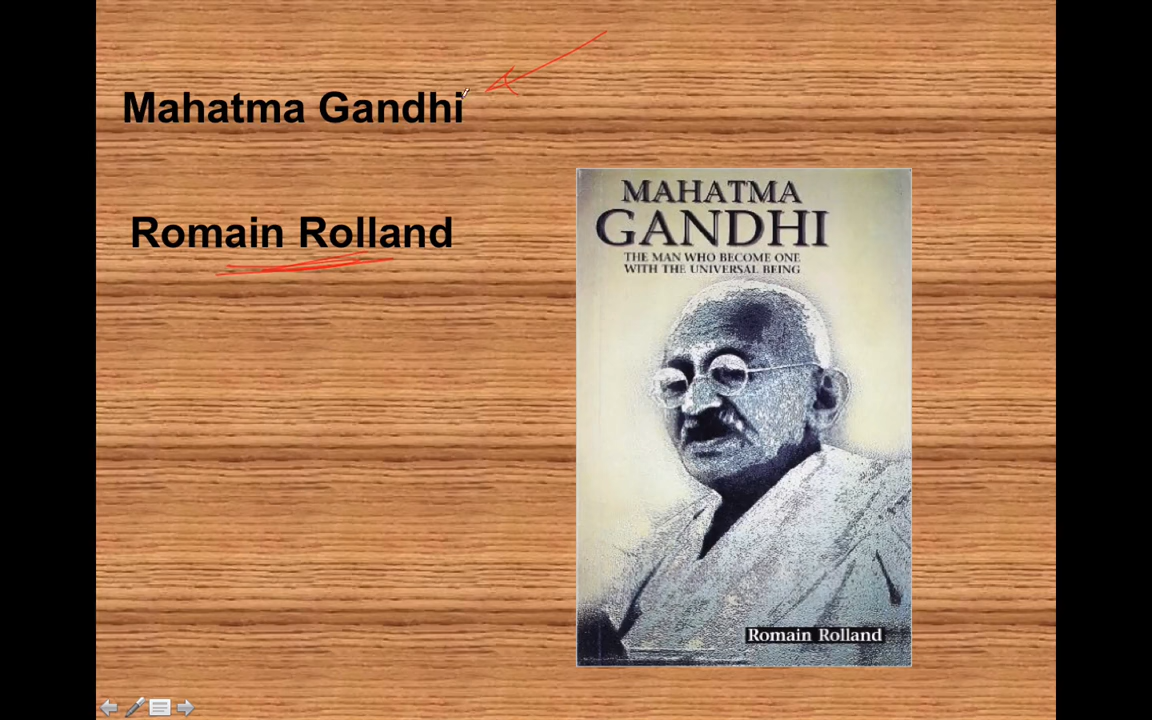 Mahatma Gandhi
Romain Rolland
MAHATMA
GANDHI
THE MAN WHO BECOME ONE
WITH THE UNIVERSAL BEING
Romain Rolland